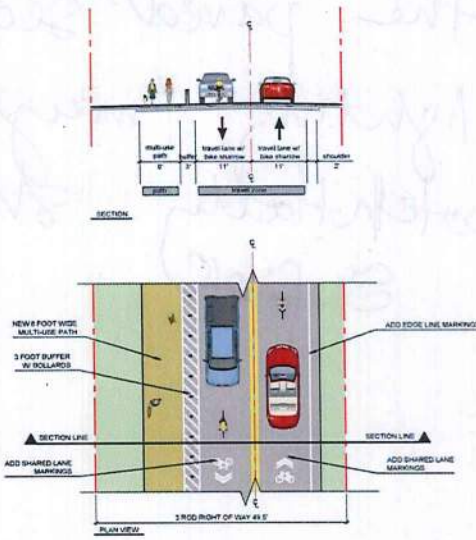 the paved
℄
multi-use
path
8'
buffer
3'
travel lane w/
bike sharrow
11'
travel lane w/
bike sharrow
11'
shoulder
2'
path
travel zone
℄
SECTION
℄
NEW 8 FOOT WIDE
MULTI-USE PATH
3 FOOT BUFFER
W/ BOLLARDS
ADD EDGE LINE MARKING
SECTION LINE
SECTION LINE
ADD SHARED LANE
MARKINGS
ADD SHARED LANE
MARKINGS
3 ROD RIGHT OF WAY 49.5'
PLAN VIEW